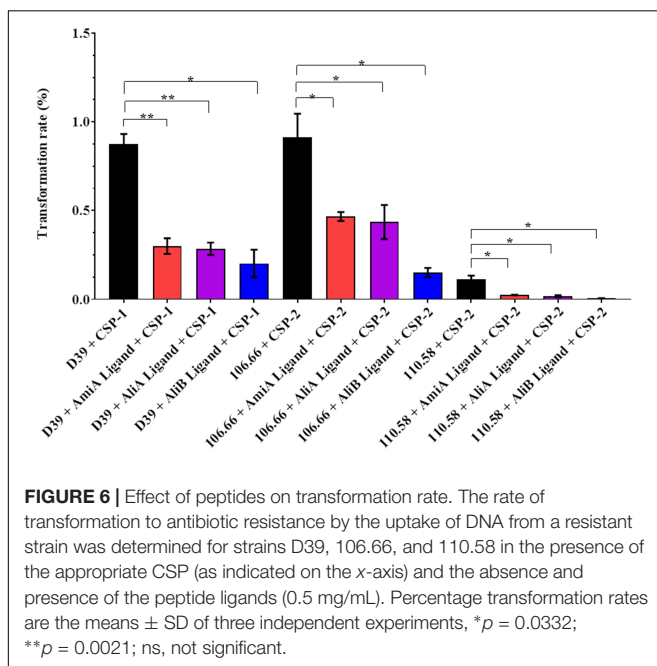 1.5
1.0
0.5
0.0
Transformation rate (%)
*
**
**
*
*
*
*
*
*
D39 + CSP-1
D39 + AmiA Ligand + CSP-1
D39 + AliA Ligand + CSP-1
D39 + AliB Ligand + CSP-1
106.66 + CSP-2
106.66 + AmiA Ligand + CSP-2
106.66 + AliA Ligand + CSP-2
106.66 + AliB Ligand + CSP-2
110.58 + CSP-2
110.58 + AmiA Ligand + CSP-2
110.58 + AliA Ligand + CSP-2
110.58 + AliB Ligand + CSP-2
FIGURE 6 | Effect of peptides on transformation rate. The rate of
transformation to antibiotic resistance by the uptake of DNA from a resistant
strain was determined for strains D39, 106.66, and 110.58 in the presence of
the appropriate CSP (as indicated on the x-axis) and the absence and
presence of the peptide ligands (0.5 mg/mL). Percentage transformation rates
are the means ± SD of three independent experiments, *p = 0.0332;
**p = 0.0021; ns, not significant.